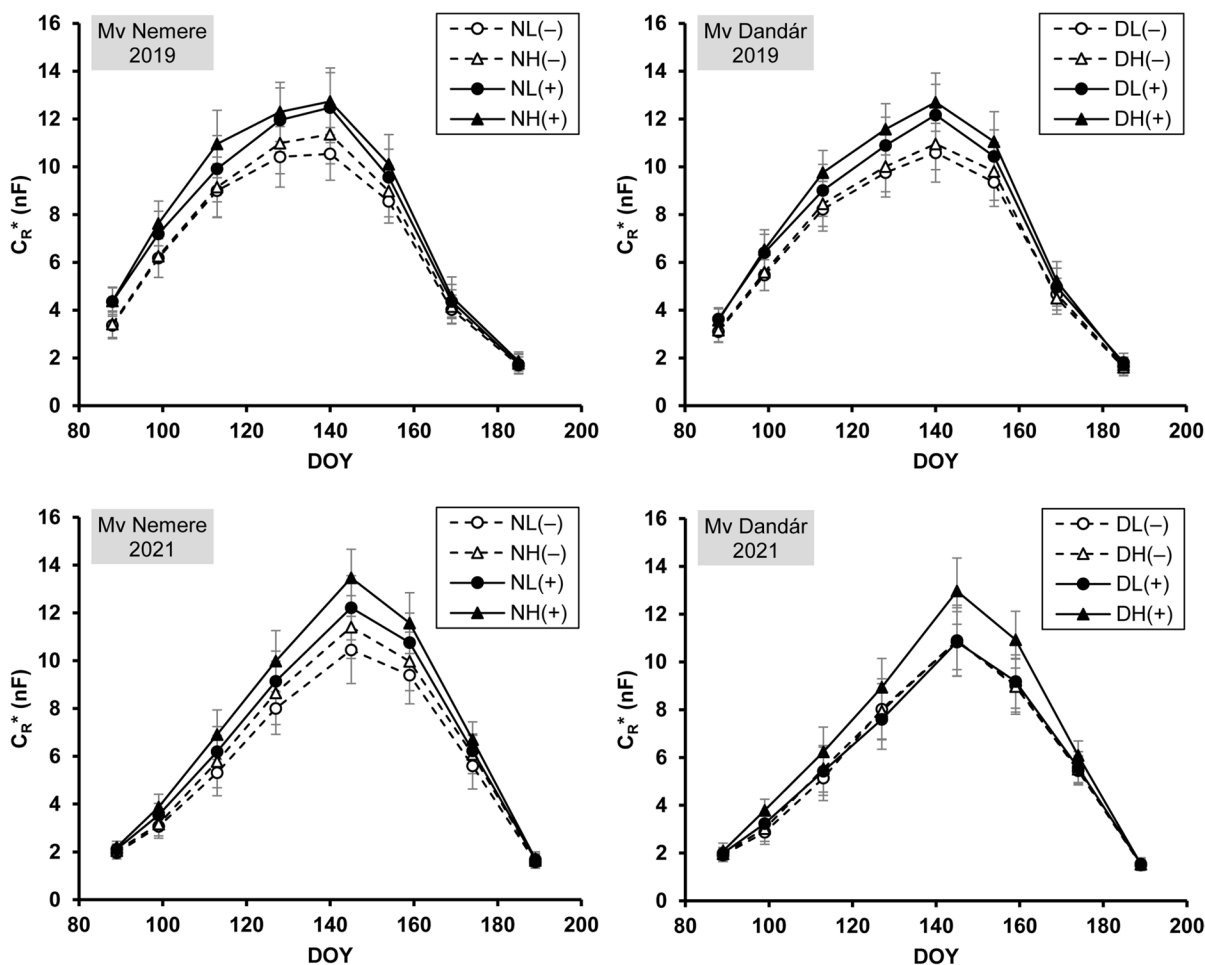 Mv Nemere
2019
NL(–)
NH(–)
NL(+)
NH(+)
16
14
12
10
8
6
4
2
0
C_R* (nF)
80 100 120 140 160 180 200
DOY
Mv Dandár
2019
DL(–)
DH(–)
DL(+)
DH(+)
16
14
12
10
8
6
4
2
0
C_R* (nF)
80 100 120 140 160 180 200
DOY
Mv Nemere
2021
NL(–)
NH(–)
NL(+)
NH(+)
16
14
12
10
8
6
4
2
0
C_R* (nF)
80 100 120 140 160 180 200
DOY
Mv Dandár
2021
DL(–)
DH(–)
DL(+)
DH(+)
16
14
12
10
8
6
4
2
0
C_R* (nF)
80 100 120 140 160 180 200
DOY